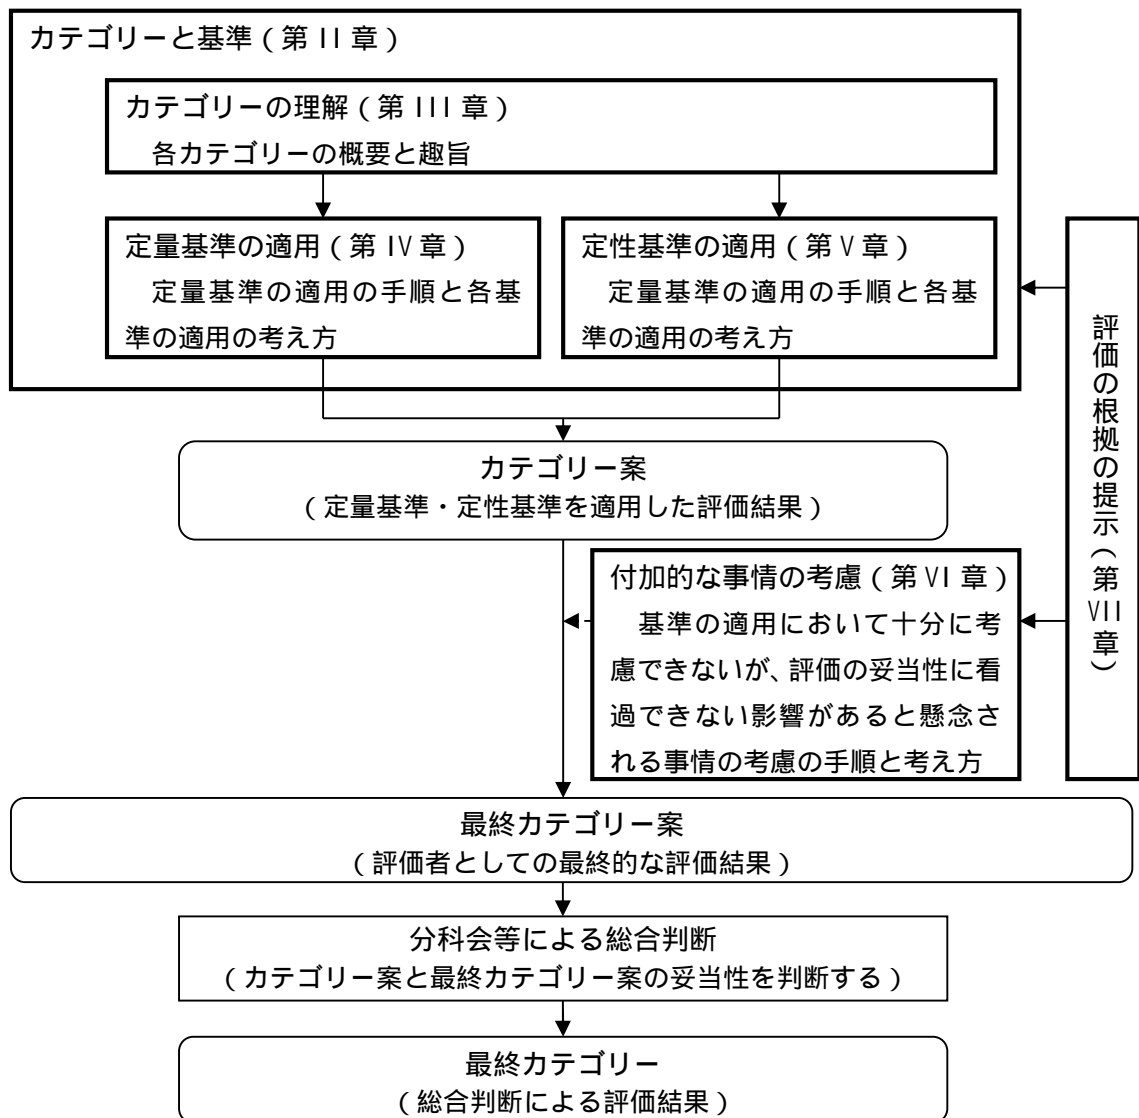 カテゴリーと基準(第 II 章)
カテゴリーの理解(第 III 章)
各カテゴリーの概要と趣旨
定量基準の適用(第 IV 章)
定量基準の適用の手順と各基
準の適用の考え方
定性基準の適用(第 V 章)
定量基準の適用の手順と各基
準の適用の考え方
評価の根拠の提示(第 VII 章)
カテゴリー案
(定量基準・定性基準を適用した評価結果)
付加的な事情の考慮(第 VI 章)
基準の適用において十分に考
慮できないが、評価の妥当性に看
過できない影響があると懸念さ
れる事情の考慮の手順と考え方
最終カテゴリー案
(評価者としての最終的な評価結果)
分科会等による総合判断
(カテゴリー案と最終カテゴリー案の妥当性を判断する)
最終カテゴリー
(総合判断による評価結果)